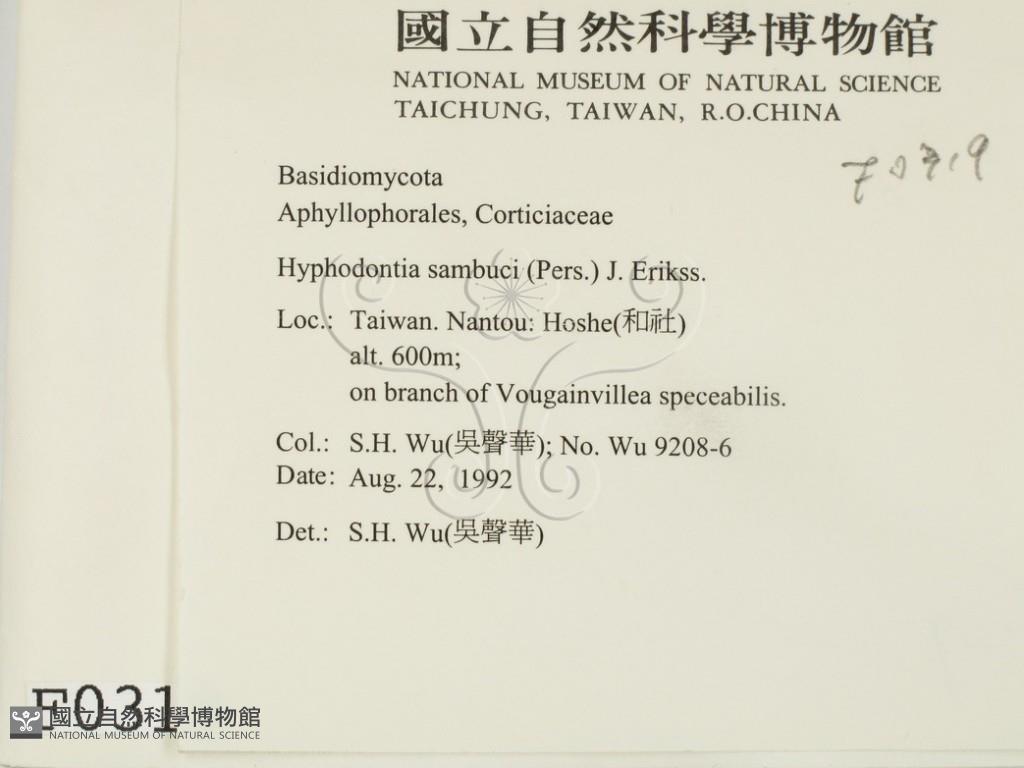 國立自然科學博物館
NATIONAL MUSEUM OF NATURAL SCIENCE
TAICHUNG, TAIWAN, R.O.CHINA
Basidiomycota
Aphyllophorales, Corticiaceae
Hyphodontia sambuci (Pers.) J. Erikss.
Loc.: Taiwan. Nantou: Hoshe(和社)
alt. 600m;
on branch of Vougainvillea speceabilis.
Col.: S.H. Wu(吳聲華); No. Wu 9208-6
Date: Aug. 22, 1992
Det.: S.H. Wu(吳聲華)
F031
國立自然科學博物館
NATIONAL MUSEUM OF NATURAL SCIENCE